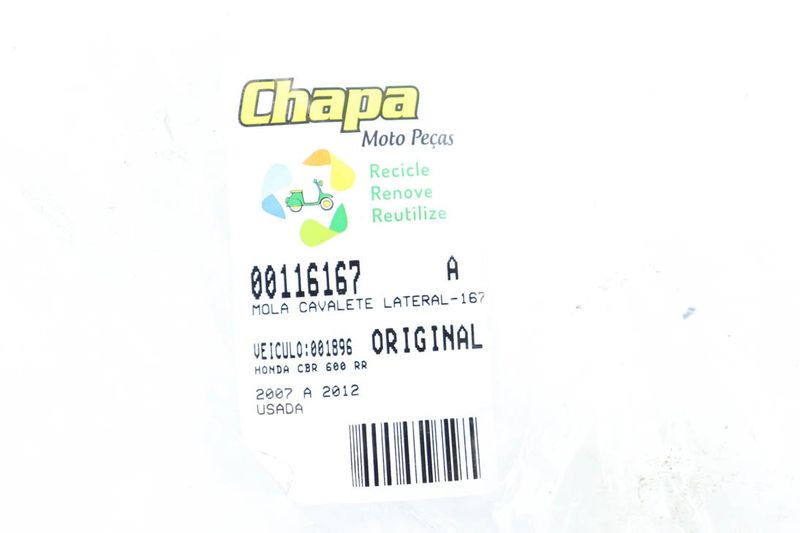 Chapa
Moto Peças
Recicle
Renove
Reutilize
00116167 A
MOLA CAVALETE LATERAL-167
VEICULO:001896 ORIGINAL
HONDA CBR 600 RR
2007 A 2012
USADA